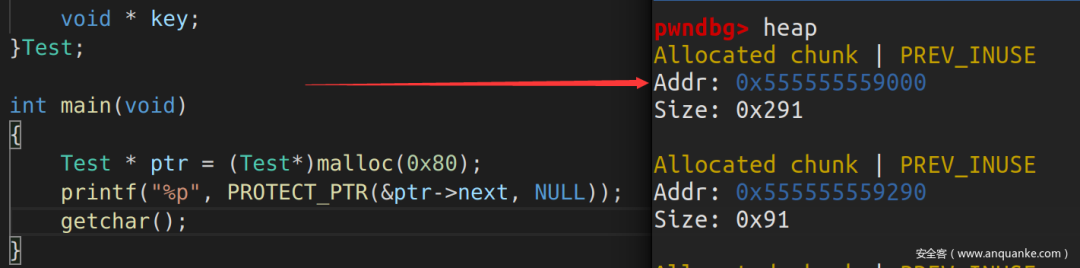 void * key;
}Test;
int main(void)
{
Test * ptr = (Test*)malloc(0x80);
printf("%p", PROTECT_PTR(&ptr->next, NULL));
getchar();
}
pwndbg> heap
Allocated chunk | PREV_INUSE
Addr: 0x555555559000
Size: 0x291
Allocated chunk | PREV_INUSE
Addr: 0x555555559290
Size: 0x91
安全客（www.anquanke.com）